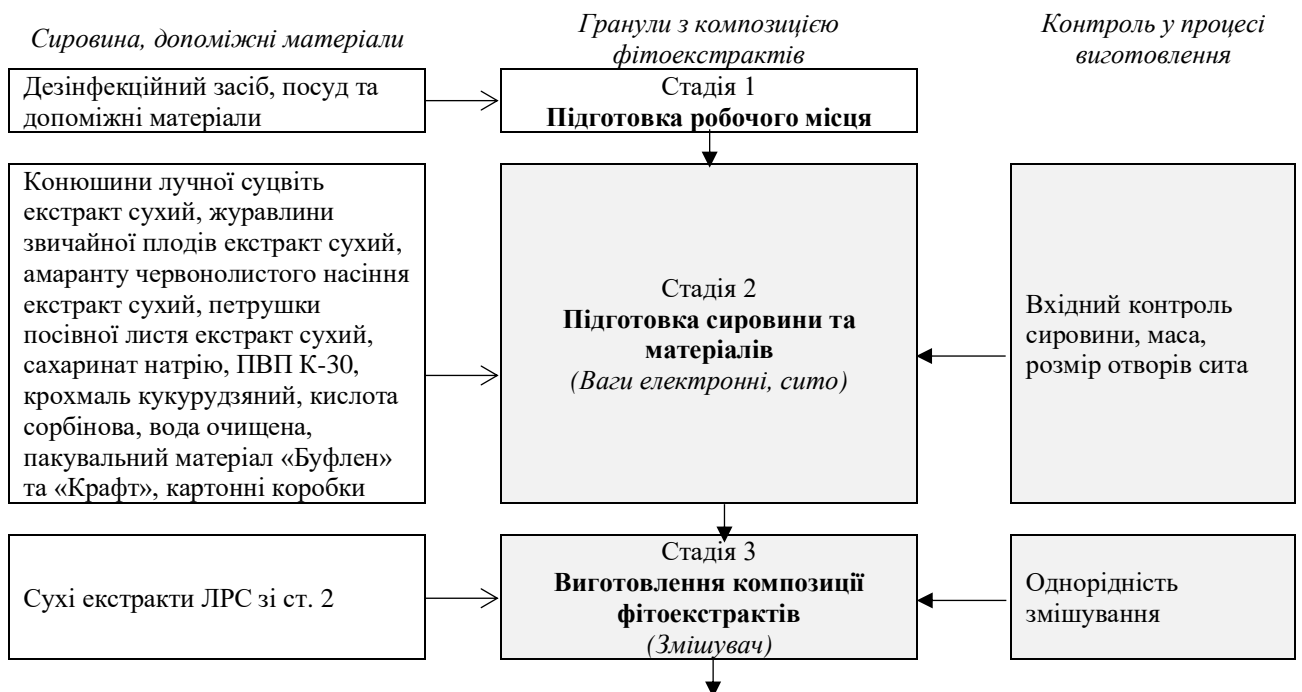 Сировина, допоміжні матеріали
Гранули з композицією
фітоекстрактів
Контроль у процесі
виготовлення
Дезінфекційний засіб, посуд та
допоміжні матеріали
Стадія 1
Підготовка робочого місця
Конюшини лучної суцвіть
екстракт сухий, журавлини
звичайної плодів екстракт сухий,
амаранту червонолистого насіння
екстракт сухий, петрушки
посівної листя екстракт сухий,
сахаринат натрію, ПВП К-30,
крохмаль кукурудзяний, кислота
сорбінова, вода очищена,
пакувальний матеріал «Буфлен»
та «Крафт», картонні коробки
Стадія 2
Підготовка сировини та
матеріалів
(Ваги електронні, сито)
Вхідний контроль
сировини, маса,
розмір отворів сита
Сухі екстракти ЛРС зі ст. 2
Стадія 3
Виготовлення композиції
фітоекстрактів
(Змішувач)
Однорідність
змішування